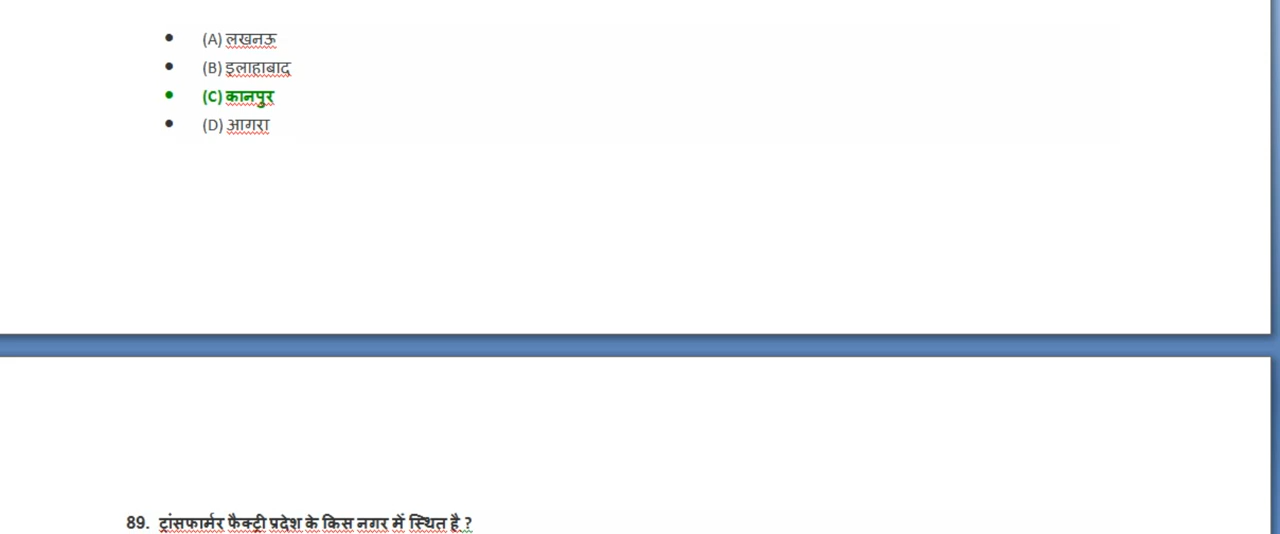 (A) लखनऊ
(B) इलाहाबाद
(C) कानपुर
(D) आगरा
89. ट्रांसफार्मर फैक्ट्री प्रदेश के किस नगर में स्थित है ?